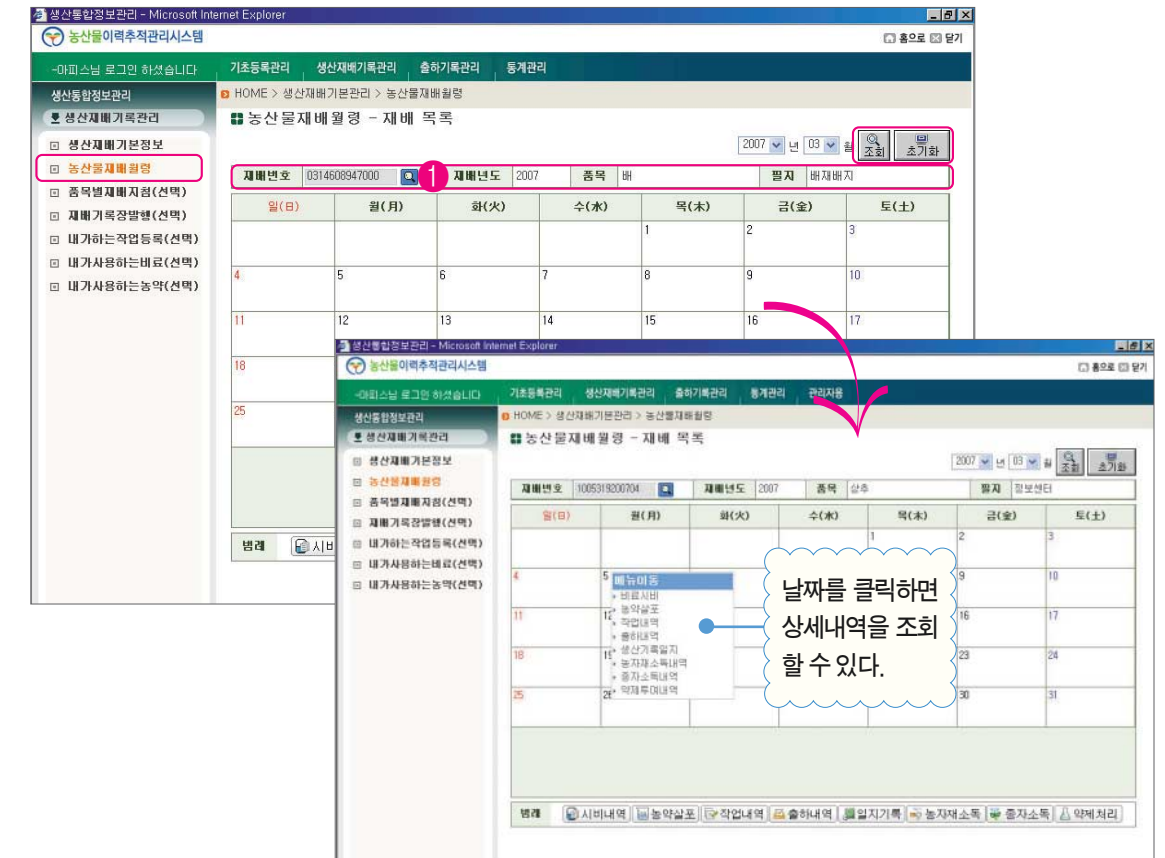 생산통합정보관리 - Microsoft Internet Explorer
농산물이력추적관리시스템
홈으로 닫기
-아피스님 로그인 하셨습니다
기초등록관리 생산재배기록관리 출하기록관리 통계관리
생산통합정보관리
HOME > 생산재배기본관리 > 농산물재배월령
생산재배기록관리
농산물재배월령 - 재배 목록
생산재배기본정보
농산물재배월령
품목별재배지침(선택)
재배기록장발행(선택)
내가하는작업등록(선택)
내가사용하는비료(선택)
내가사용하는농약(선택)
2007 년 03 월 조회 초기화
재배번호 0314608947000 1 재배년도 2007 품목 배 필지 배재배지
일(日) 월(月) 화(火) 수(水) 목(木) 금(金) 토(土)
1 2 3
4 5 6 7 8 9 10
11 12 13 14 15 16 17
18
25
범례 시비
생산통합정보관리 - Microsoft Internet Explorer
농산물이력추적관리시스템
홈으로 닫기
-아피스님 로그인 하셨습니다
기초등록관리 생산재배기록관리 출하기록관리 통계관리 관리자용
생산통합정보관리
HOME > 생산재배기본관리 > 농산물재배월령
생산재배기록관리
농산물재배월령 - 재배 목록
생산재배기본정보
농산물재배월령
품목별재배지침(선택)
재배기록장발행(선택)
내가하는작업등록(선택)
내가사용하는비료(선택)
내가사용하는농약(선택)
2007 년 03 월 조회 초기화
재배번호 1005319200704 재배년도 2007 품목 상추 필지 정보센터
일(日) 월(月) 화(火) 수(水) 목(木) 금(金) 토(土)
1 2 3
4 5 9 10
11 12 16 17
18 19 23 24
25 26 30 31
메뉴이동
비료시비
농약살포
작업내역
출하내역
생산기록일지
농자재소독내역
종자소독내역
약제투여내역
날짜를 클릭하면
상세내역을 조회
할 수 있다.
범례 시비내역 농약살포 작업내역 출하내역 일지기록 농자재소독 종자소독 약제처리